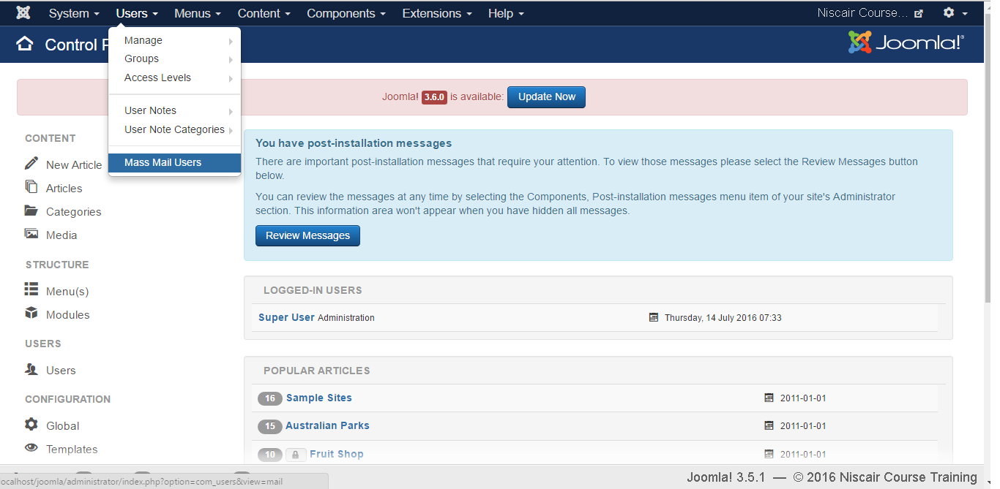 System Users Menus Content Components Extensions Help Niscair Course...
Control
Joomla!®
Manage
Groups
Access Levels
User Notes
User Note Categories
Mass Mail Users
Joomla! 3.6.0 is available: Update Now
CONTENT
New Article
Articles
Categories
Media
STRUCTURE
Menu(s)
Modules
USERS
Users
CONFIGURATION
Global
Templates
You have post-installation messages
There are important post-installation messages that require your attention. To view those messages please select the Review Messages button
below.
You can review the messages at any time by selecting the Components, Post-installation messages menu item of your site's Administrator
section. This information area won't appear when you have hidden all messages.
Review Messages
LOGGED-IN USERS
Super User Administration Thursday, 14 July 2016 07:33
POPULAR ARTICLES
16 Sample Sites 2011-01-01
15 Australian Parks 2011-01-01
10 Fruit Shop 2011-01-01
ocalhost/joomla/administrator/index.php?option=com_users&view=mail
Joomla! 3.5.1 — © 2016 Niscair Course Training